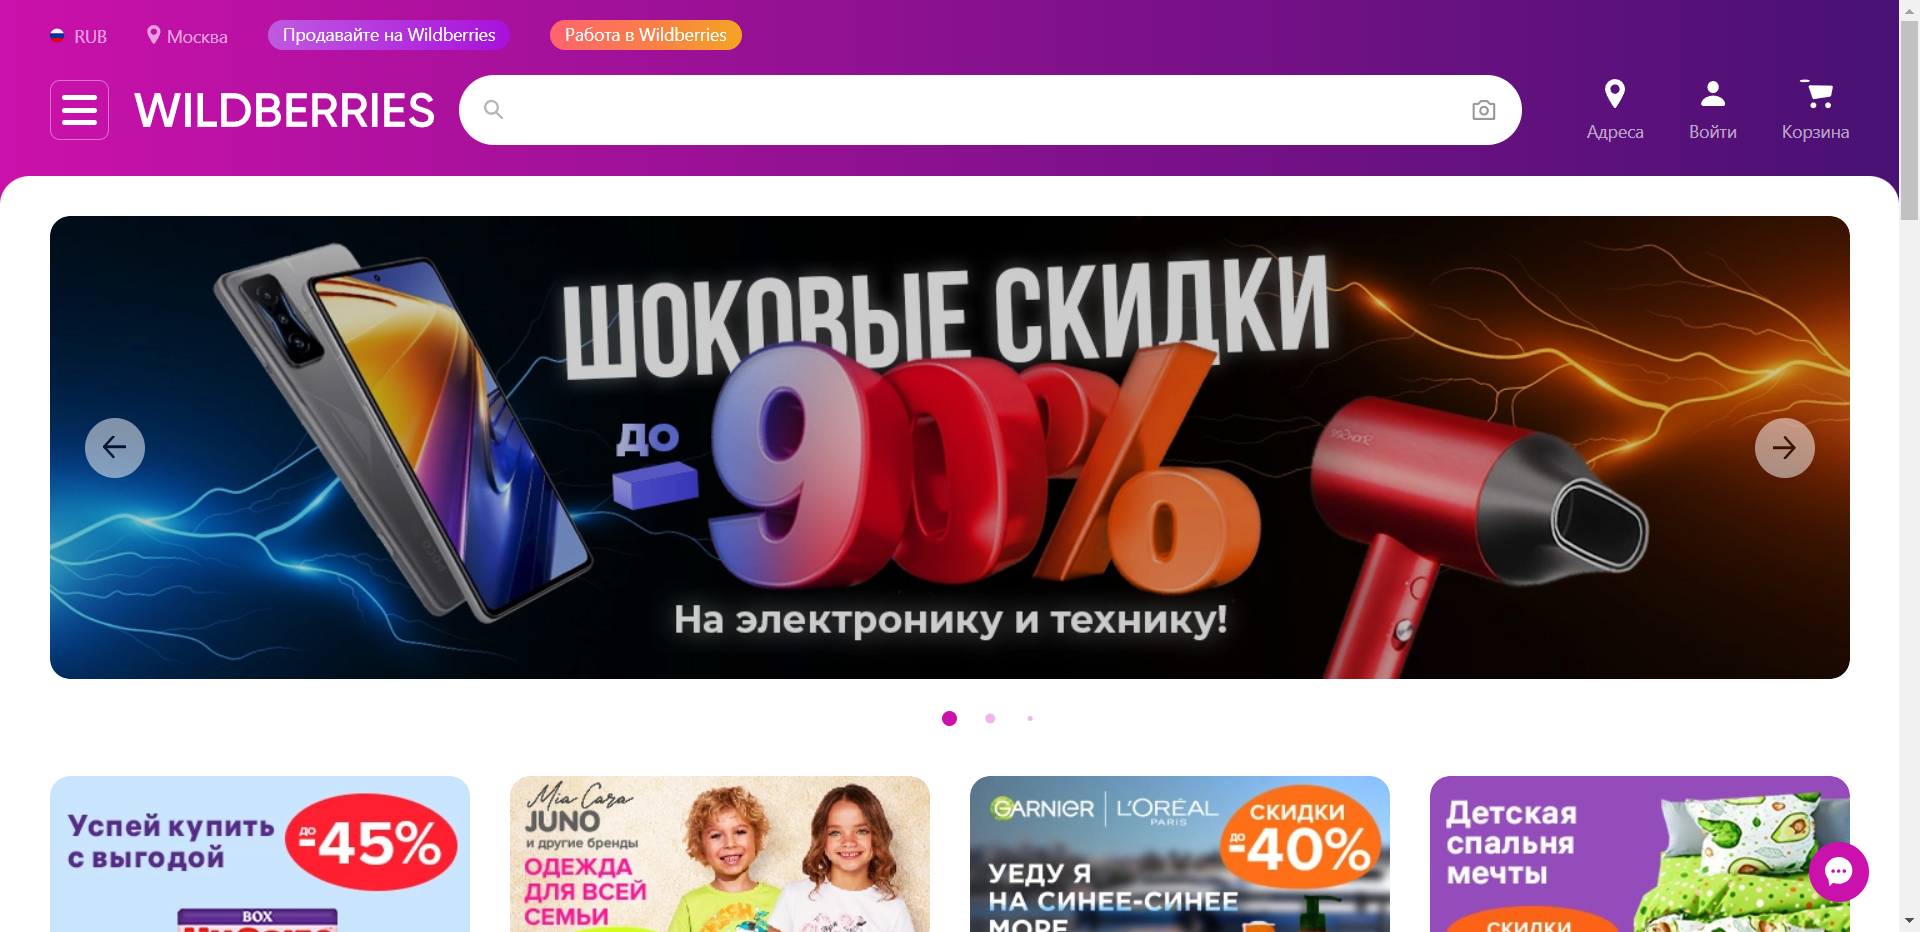 RUB
Москва
Продавайте на Wildberries
Работа в Wildberries
WILDBERRIES
Адреса
Войти
Корзина
ШОКОВЫЕ СКИДКИ
до
-90%
На электронику и технику!
Успей купить
с выгодой
до
-45%
BOX
Mia Cara
JUNO
и другие бренды
ОДЕЖДА
ДЛЯ ВСЕЙ
СЕМЬИ
GARNIER | L'ORÉAL
PARIS
СКИДКИ
до
-40%
УЕДУ Я
НА СИНЕЕ-СИНЕЕ
МОРЕ
Детская
спальня
мечты
СКИДКИ